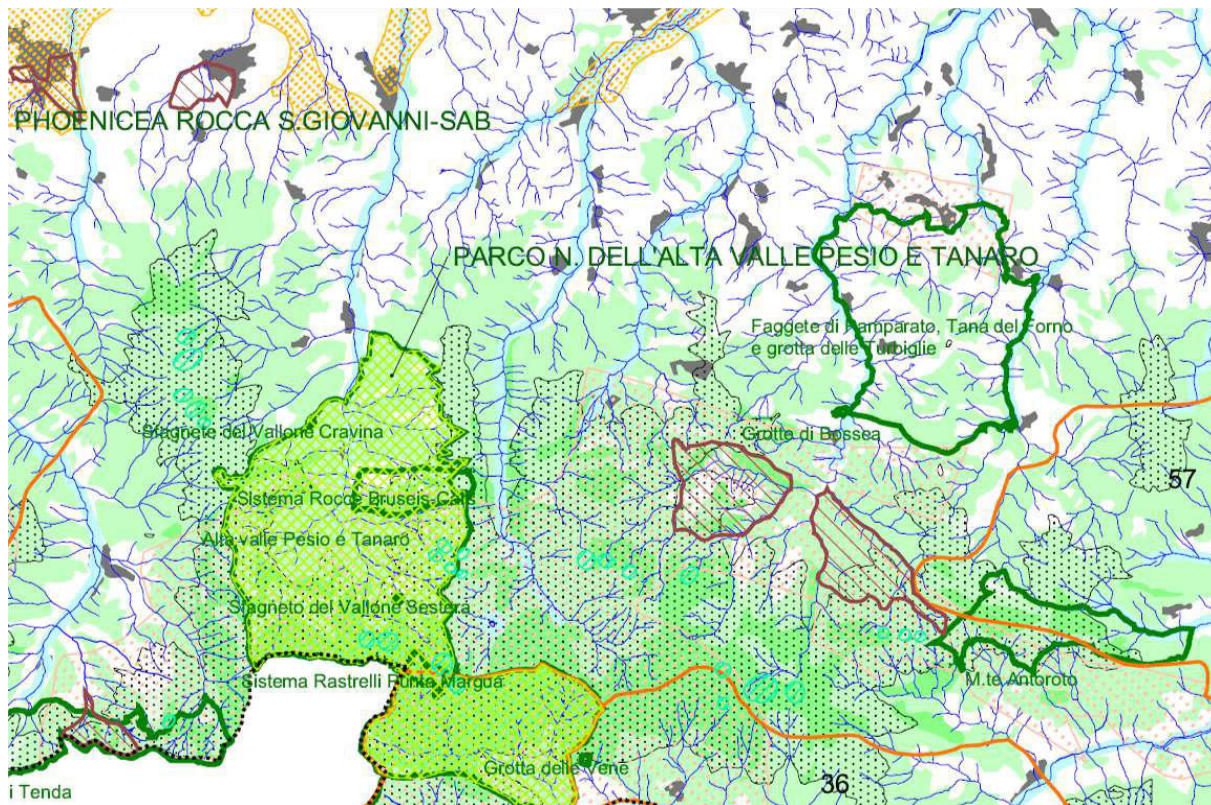 PHOENICEA ROCCA S.GIOVANNI-SAB
PARCO N. DELL'ALTA VALLE PESIO E TANARO
Faggete di Pamparato, Tana del Forno
e grotta delle Turbiglie
Stagnete del Vallone Cravina
Grotte di Bossea
57
Sistema Rocce Bruseis-Cars
Alta valle Pesio e Tanaro
Stagneto del Vallone Sestera
Sistema Rastrelli Punta Margua
M.te Antoroto
Grotta delle Vene
36
i Tenda